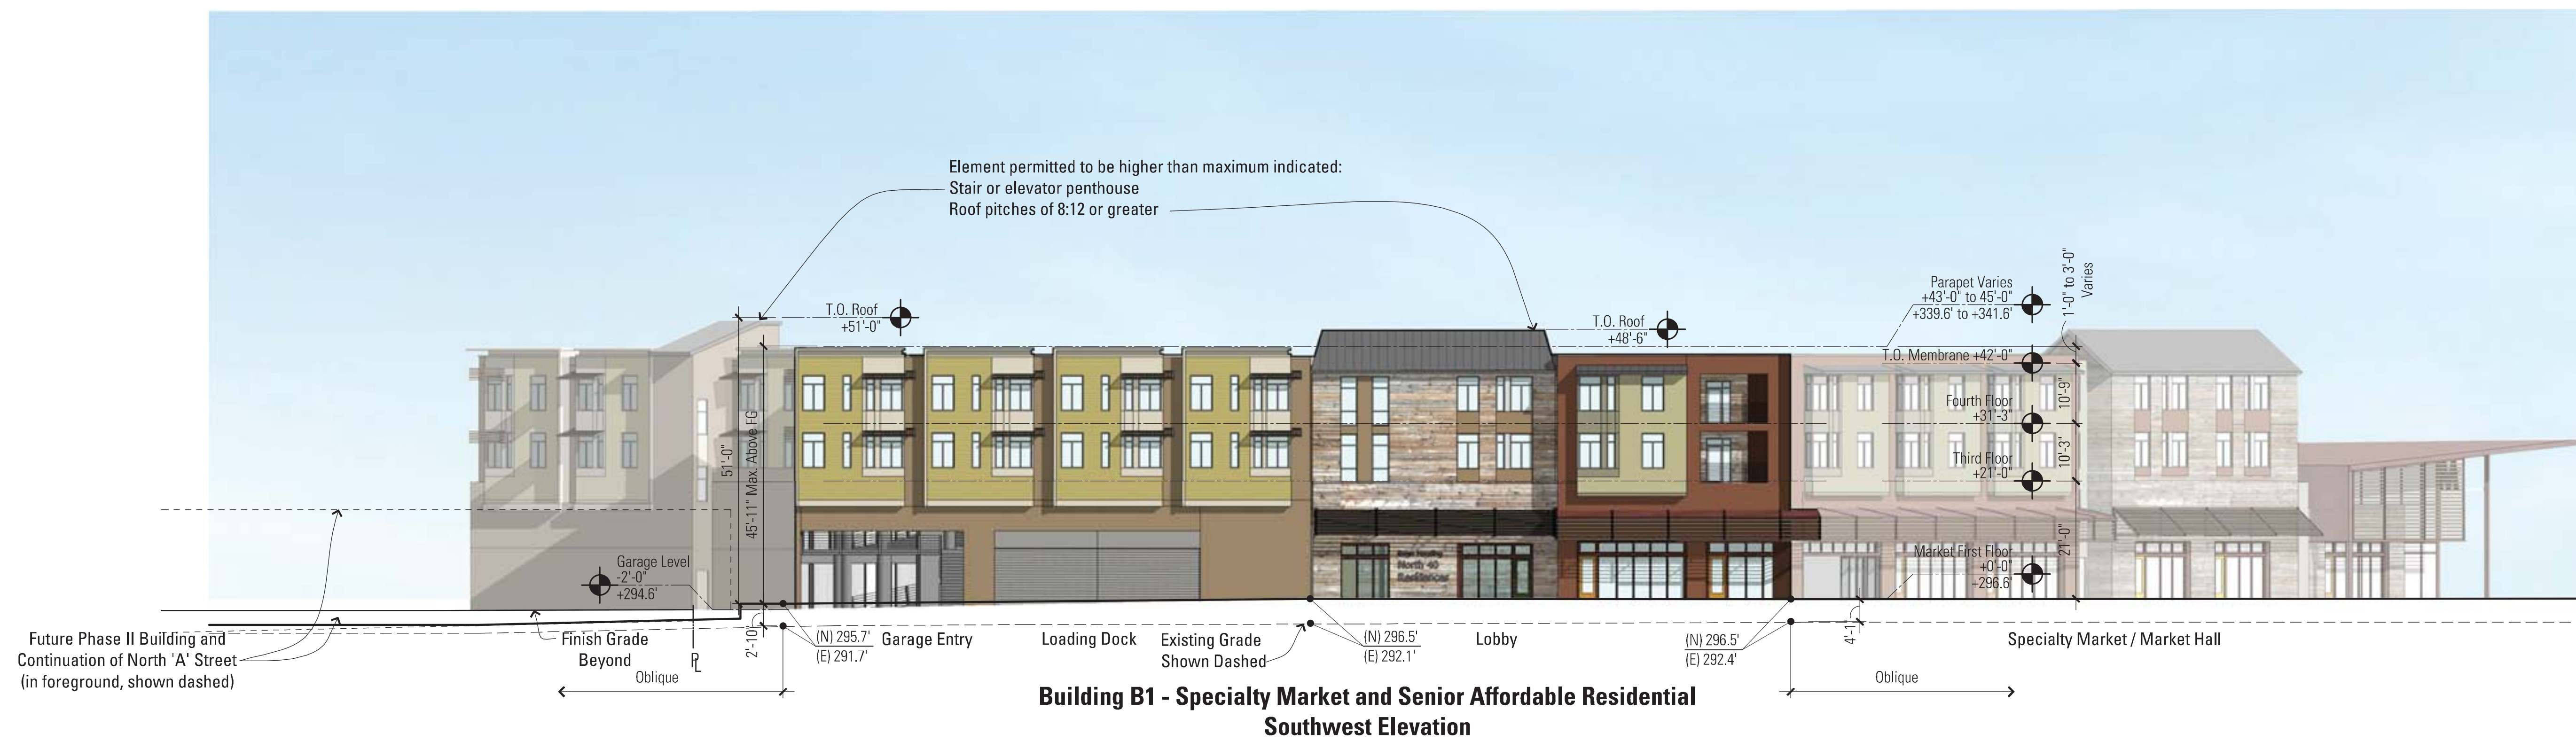 Element permitted to be higher than maximum indicated:
Stair or elevator penthouse
Roof pitches of 8:12 or greater
T.O. Roof
+51'-0"
T.O. Roof
+48'-6"
Parapet Varies
+43'-0" to 45'-0"
+339.6' to +341.6'
1'-0" to 3'-0"
Varies
T.O. Membrane +42'-0"
10'-9"
Fourth Floor
+31'-3"
10'-3"
Third Floor
+21'-0"
21'-0"
Market First Floor
+0'-0"
+296.6'
51'-0"
45'-11" Max. Above FG
Garage Level
-2'-0"
+294.6'
North 40
Residences
Future Phase II Building and
Continuation of North 'A' Street
(in foreground, shown dashed)
Finish Grade
Beyond
PL
2'-10"
(N) 295.7'
(E) 291.7'
Garage Entry
Loading Dock
Existing Grade
Shown Dashed
(N) 296.5'
(E) 292.1'
Lobby
(N) 296.5'
(E) 292.4'
4'-1"
Specialty Market / Market Hall
Oblique
Oblique
Building B1 - Specialty Market and Senior Affordable Residential
Southwest Elevation